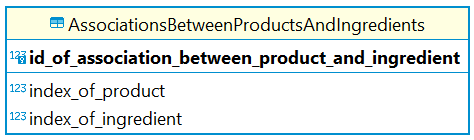 AssociationsBetweenProductsAndIngredients
123 id_of_association_between_product_and_ingredient
123 index_of_product
123 index_of_ingredient